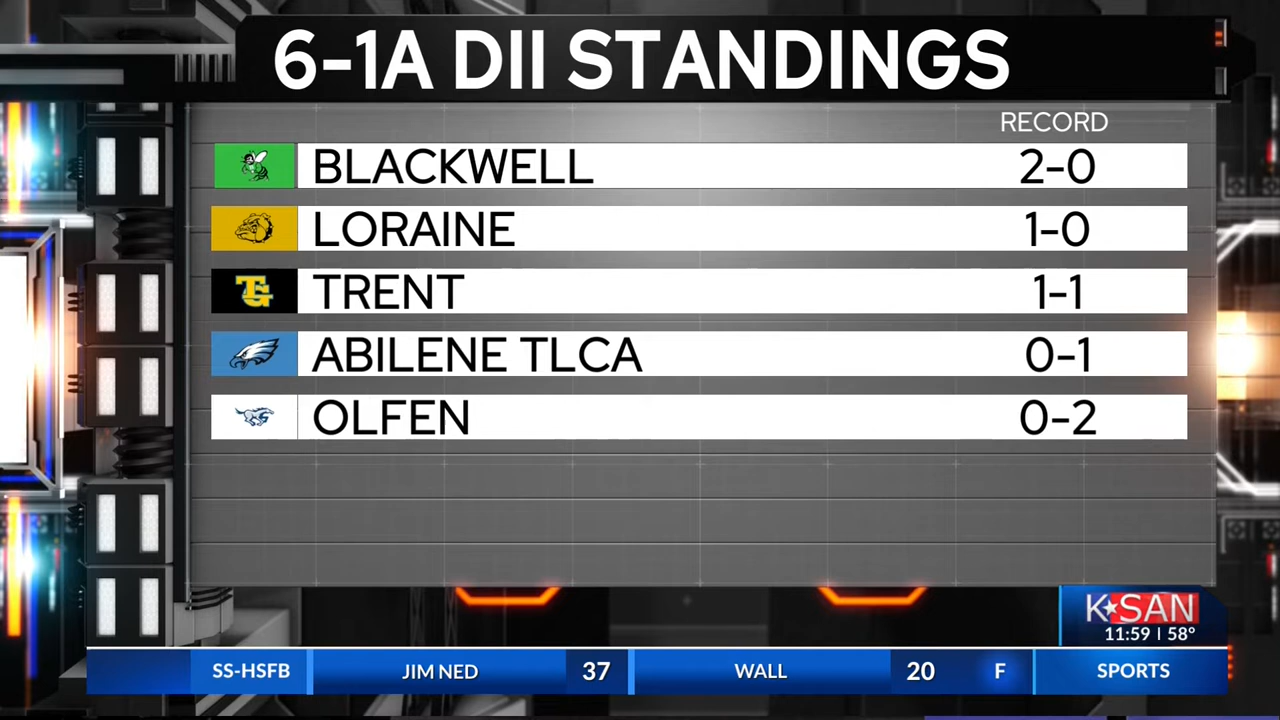 6-1A DII STANDINGS
RECORD
BLACKWELL 2-0
LORAINE 1-0
TG TRENT 1-1
ABILENE TLCA 0-1
OLFEN 0-2
K★SAN
11:59 | 58°
SS-HSFB JIM NED 37 WALL 20 F SPORTS